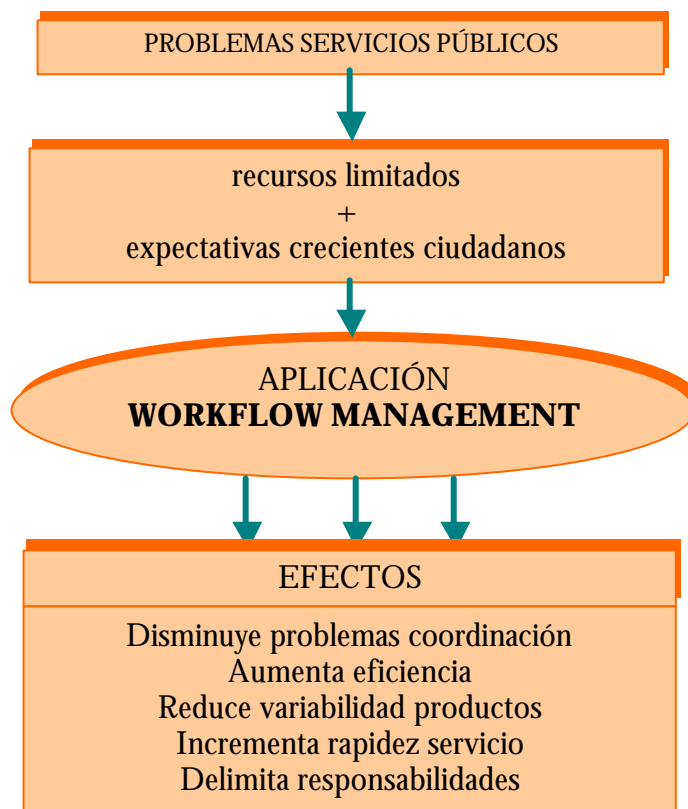 PROBLEMAS SERVICIOS PÚBLICOS
recursos limitados
+
expectativas crecientes ciudadanos
APLICACIÓN
WORKFLOW MANAGEMENT
EFECTOS
Disminuye problemas coordinación
Aumenta eficiencia
Reduce variabilidad productos
Incrementa rapidez servicio
Delimita responsabilidades